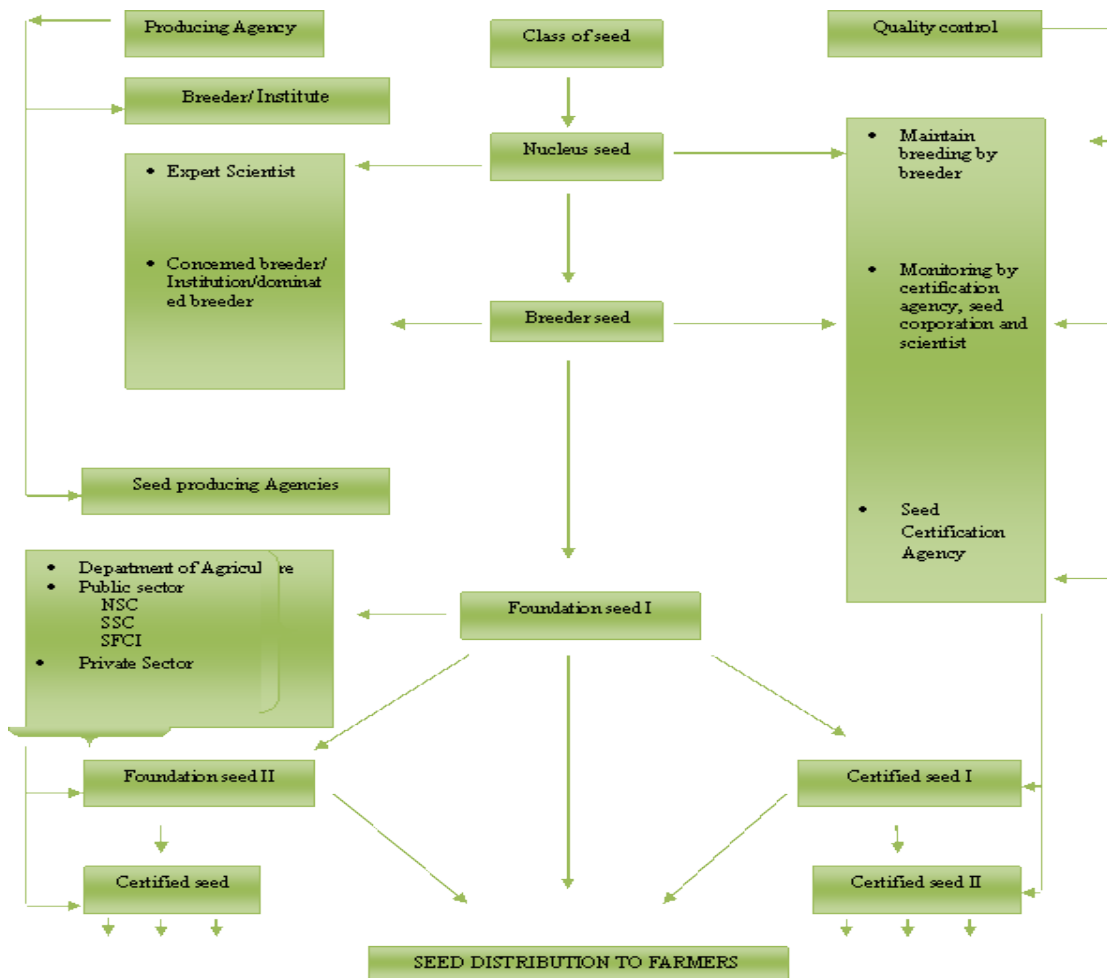 Producing Agency
Class of seed
Quality control
Breeder/ Institute
Nucleus seed
• Expert Scientist
• Concerned breeder/
Institution/dominat
ed breeder
• Maintain
breeding by
breeder
• Monitoring by
certification
agency, seed
corporation and
scientist
• Seed
Certification
Agency
Breeder seed
Seed producing Agencies
• Department of Agriculture
• Public sector
NSC
SSC
SFCI
• Private Sector
Foundation seed I
Foundation seed II
Certified seed I
Certified seed
Certified seed II
SEED DISTRIBUTION TO FARMERS